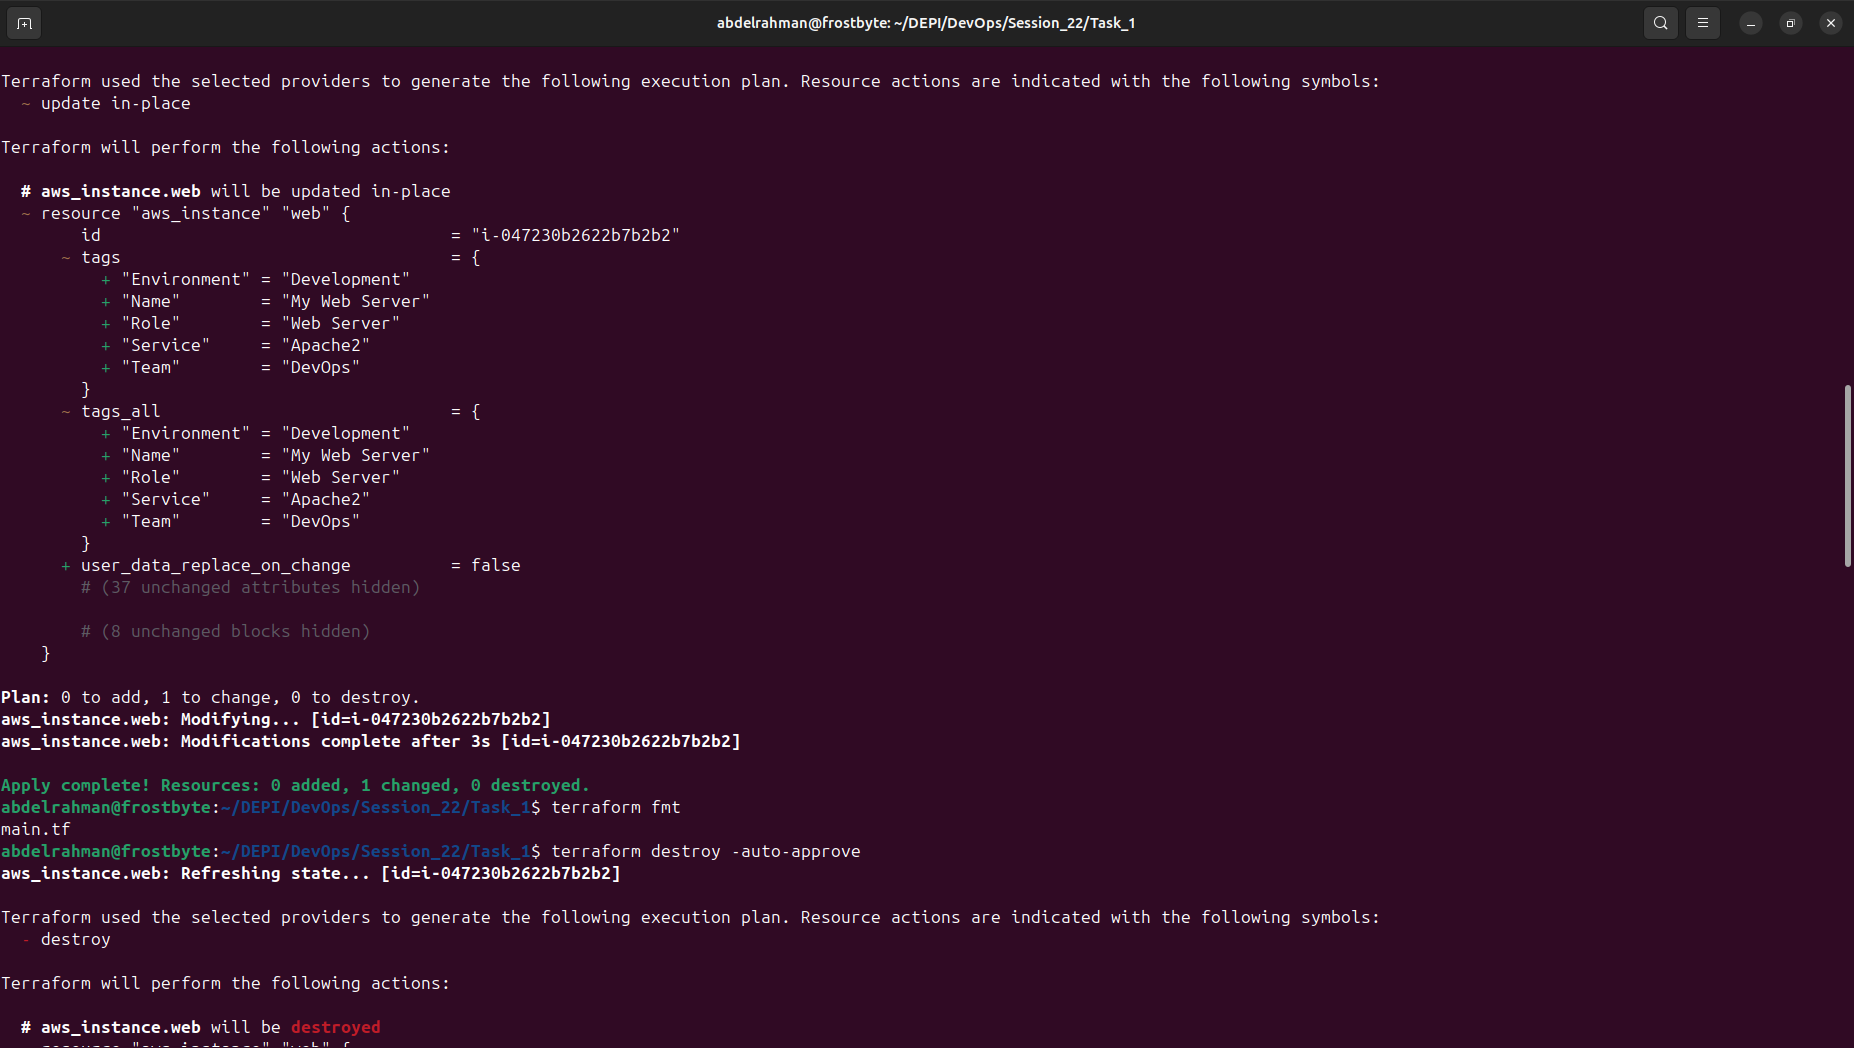 abdelrahman@frostbyte: ~/DEPI/DevOps/Session_22/Task_1
Terraform used the selected providers to generate the following execution plan. Resource actions are indicated with the following symbols:
  ~ update in-place
Terraform will perform the following actions:
  # aws_instance.web will be updated in-place
  ~ resource "aws_instance" "web" {
        id                                   = "i-047230b2622b7b2b2"
      ~ tags                                 = {
          + "Environment" = "Development"
          + "Name"        = "My Web Server"
          + "Role"        = "Web Server"
          + "Service"     = "Apache2"
          + "Team"        = "DevOps"
        }
      ~ tags_all                             = {
          + "Environment" = "Development"
          + "Name"        = "My Web Server"
          + "Role"        = "Web Server"
          + "Service"     = "Apache2"
          + "Team"        = "DevOps"
        }
      + user_data_replace_on_change          = false
        # (37 unchanged attributes hidden)
        # (8 unchanged blocks hidden)
    }
Plan: 0 to add, 1 to change, 0 to destroy.
aws_instance.web: Modifying... [id=i-047230b2622b7b2b2]
aws_instance.web: Modifications complete after 3s [id=i-047230b2622b7b2b2]
Apply complete! Resources: 0 added, 1 changed, 0 destroyed.
abdelrahman@frostbyte:~/DEPI/DevOps/Session_22/Task_1$ terraform fmt
main.tf
abdelrahman@frostbyte:~/DEPI/DevOps/Session_22/Task_1$ terraform destroy -auto-approve
aws_instance.web: Refreshing state... [id=i-047230b2622b7b2b2]
Terraform used the selected providers to generate the following execution plan. Resource actions are indicated with the following symbols:
  - destroy
Terraform will perform the following actions:
  # aws_instance.web will be destroyed
    resource "aws_instance" "web" {